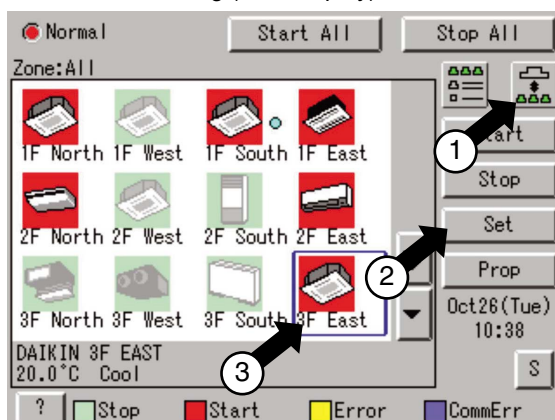 Normal
Start All
Stop All
Zone:All
1F North 1F West 1F South 1F East
1
Stop
2F North 2F West 2F South 2F East
Set
2
Prop
3F North 3F West 3F South 3F East
Oct26(Tue)
10:38
DAIKIN 3F EAST
20.0°C Cool
3
S
? Stop Start Error CommErr